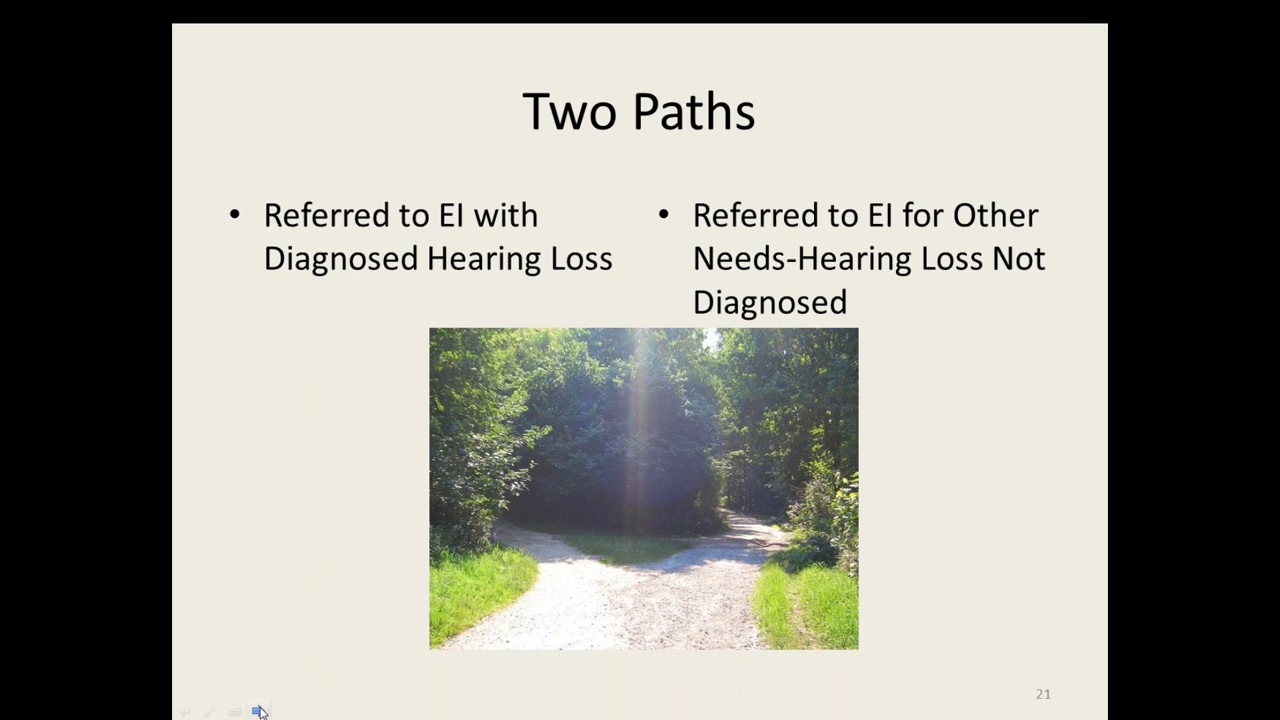 Two Paths
• Referred to EI with
Diagnosed Hearing Loss
• Referred to EI for Other
Needs-Hearing Loss Not
Diagnosed
21